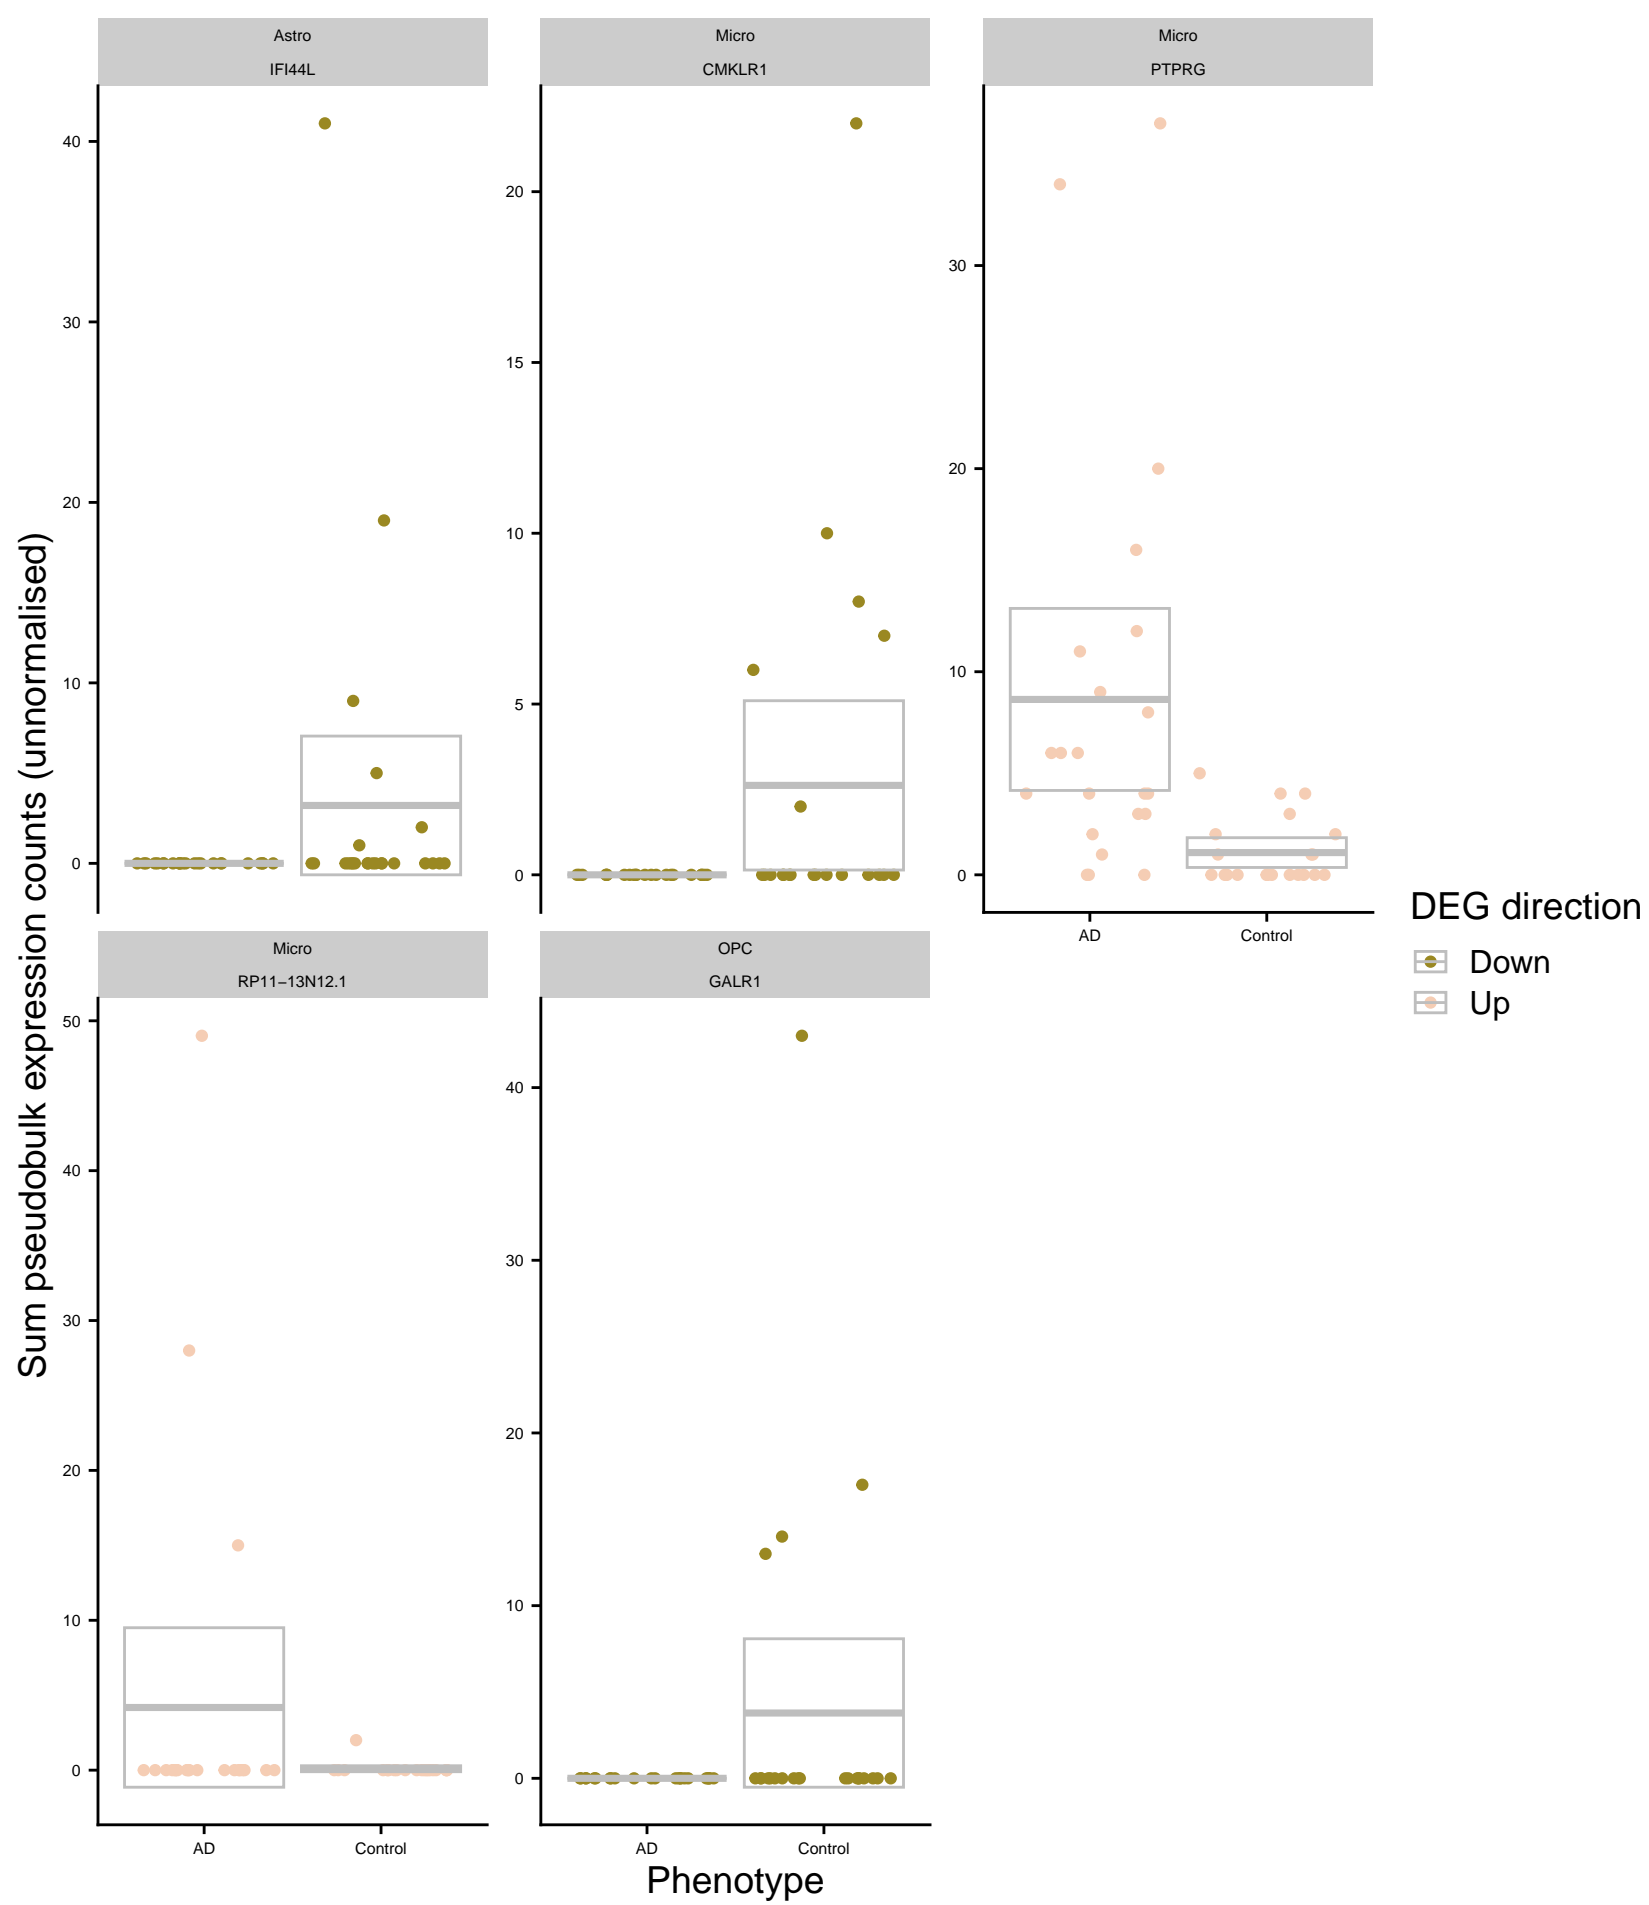 Astro
IFI44L
Micro
CMKLR1
Micro
PTPRG
40
30
20
10
0
20
15
10
5
0
30
20
10
0
AD
Control
Micro
RP11–13N12.1
OPC
GALR1
50
40
30
20
10
0
40
30
20
10
0
AD
Control
AD
Control
Phenotype
Sum pseudobulk expression counts (unnormalised)
DEG direction
Down
Up